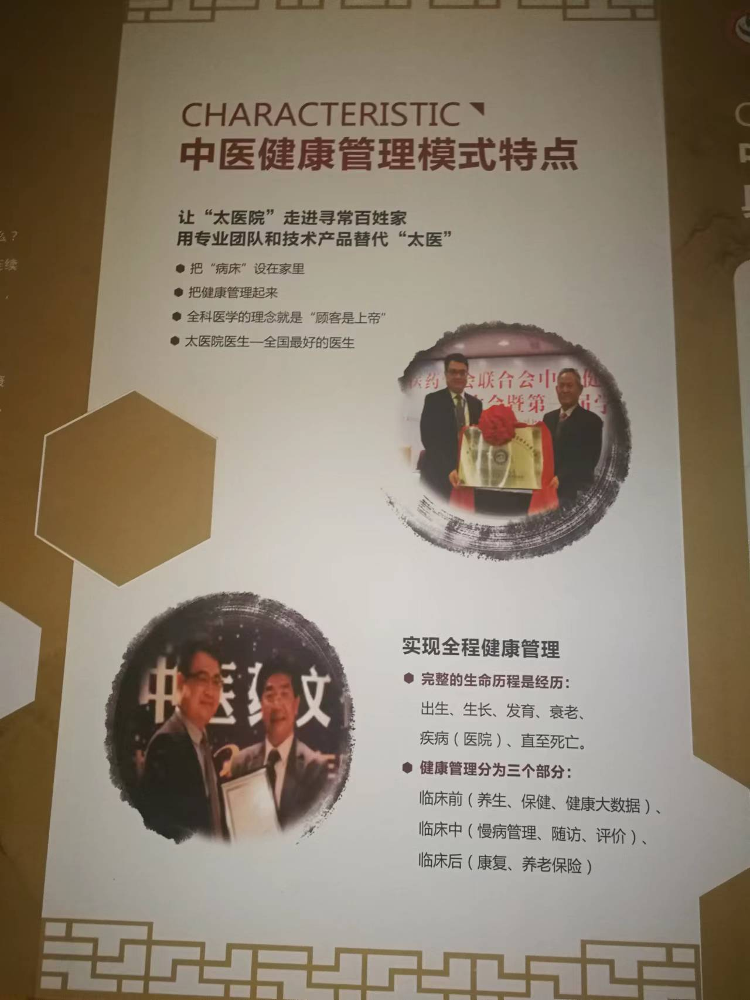 CHARACTERISTIC
中医健康管理模式特点
让“太医院”走进寻常百姓家
用专业团队和技术产品替代“太医”
把“病床”设在家里
把健康管理起来
全科医学的理念就是“顾客是上帝”
太医院医生—全国最好的医生
医药
会联合会中
健
会暨第一届学
中医药文
实现全程健康管理
完整的生命历程是经历：
出生、生长、发育、衰老、
疾病（医院）、直至死亡。
健康管理分为三个部分：
临床前（养生、保健、健康大数据）、
临床中（慢病管理、随访、评价）、
临床后（康复、养老保险）
么？
续